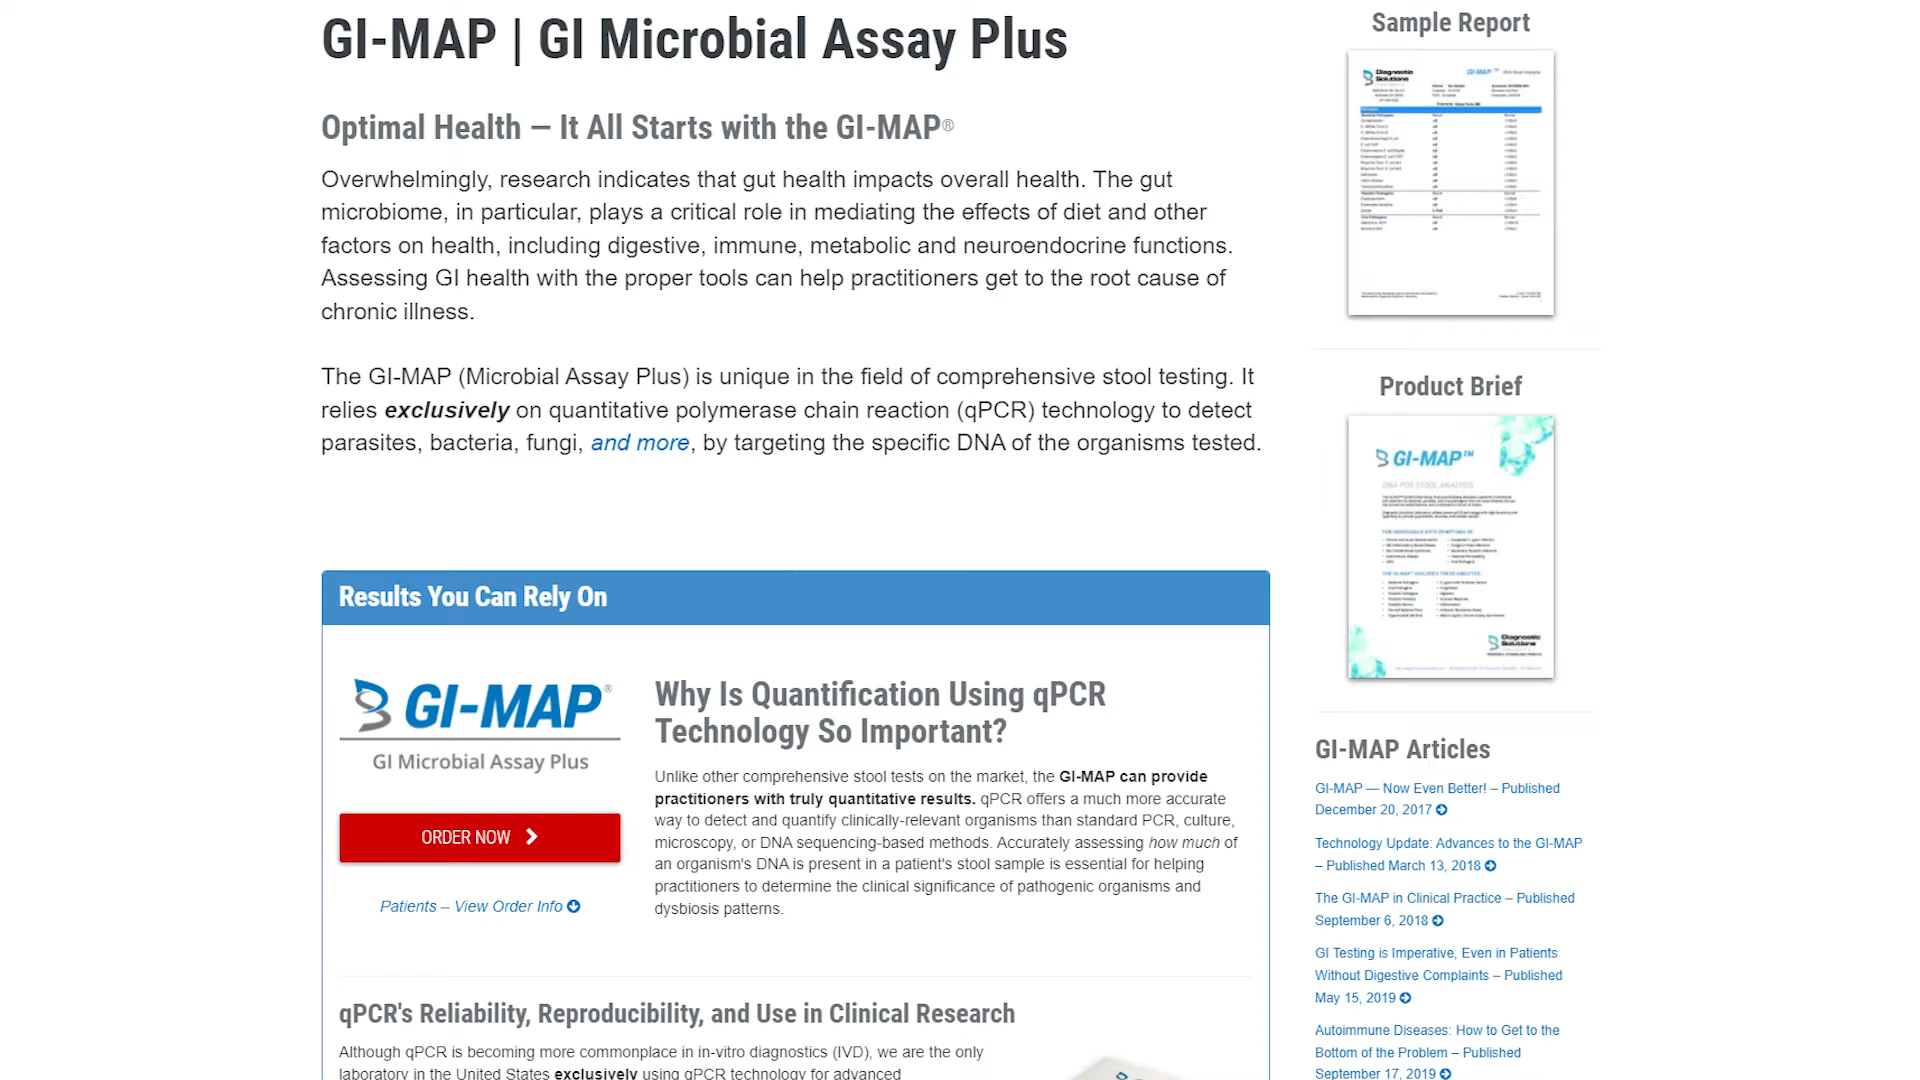 GI-MAP | GI Microbial Assay Plus
Optimal Health — It All Starts with the GI-MAP®
Overwhelmingly, research indicates that gut health impacts overall health. The gut
microbiome, in particular, plays a critical role in mediating the effects of diet and other
factors on health, including digestive, immune, metabolic and neuroendocrine functions.
Assessing GI health with the proper tools can help practitioners get to the root cause of
chronic illness.
The GI-MAP (Microbial Assay Plus) is unique in the field of comprehensive stool testing. It
relies exclusively on quantitative polymerase chain reaction (qPCR) technology to detect
parasites, bacteria, fungi, and more, by targeting the specific DNA of the organisms tested.
Results You Can Rely On
GI-MAP®
GI Microbial Assay Plus
ORDER NOW
Patients – View Order Info
Why Is Quantification Using qPCR
Technology So Important?
Unlike other comprehensive stool tests on the market, the GI-MAP can provide
practitioners with truly quantitative results. qPCR offers a much more accurate
way to detect and quantify clinically-relevant organisms than standard PCR, culture,
microscopy, or DNA sequencing-based methods. Accurately assessing how much of
an organism's DNA is present in a patient's stool sample is essential for helping
practitioners to determine the clinical significance of pathogenic organisms and
dysbiosis patterns.
qPCR's Reliability, Reproducibility, and Use in Clinical Research
Although qPCR is becoming more commonplace in in-vitro diagnostics (IVD), we are the only
laboratory in the United States exclusively using qPCR technology for advanced
Sample Report
Diagnostic
Solutions
GI-MAP™
Product Brief
GI-MAP™
DNA PCR STOOL ANALYSIS
Diagnostic
Solutions
GI-MAP Articles
GI-MAP — Now Even Better! – Published
December 20, 2017
Technology Update: Advances to the GI-MAP
– Published March 13, 2018
The GI-MAP in Clinical Practice – Published
September 6, 2018
GI Testing is Imperative, Even in Patients
Without Digestive Complaints – Published
May 15, 2019
Autoimmune Diseases: How to Get to the
Bottom of the Problem – Published
September 17, 2019